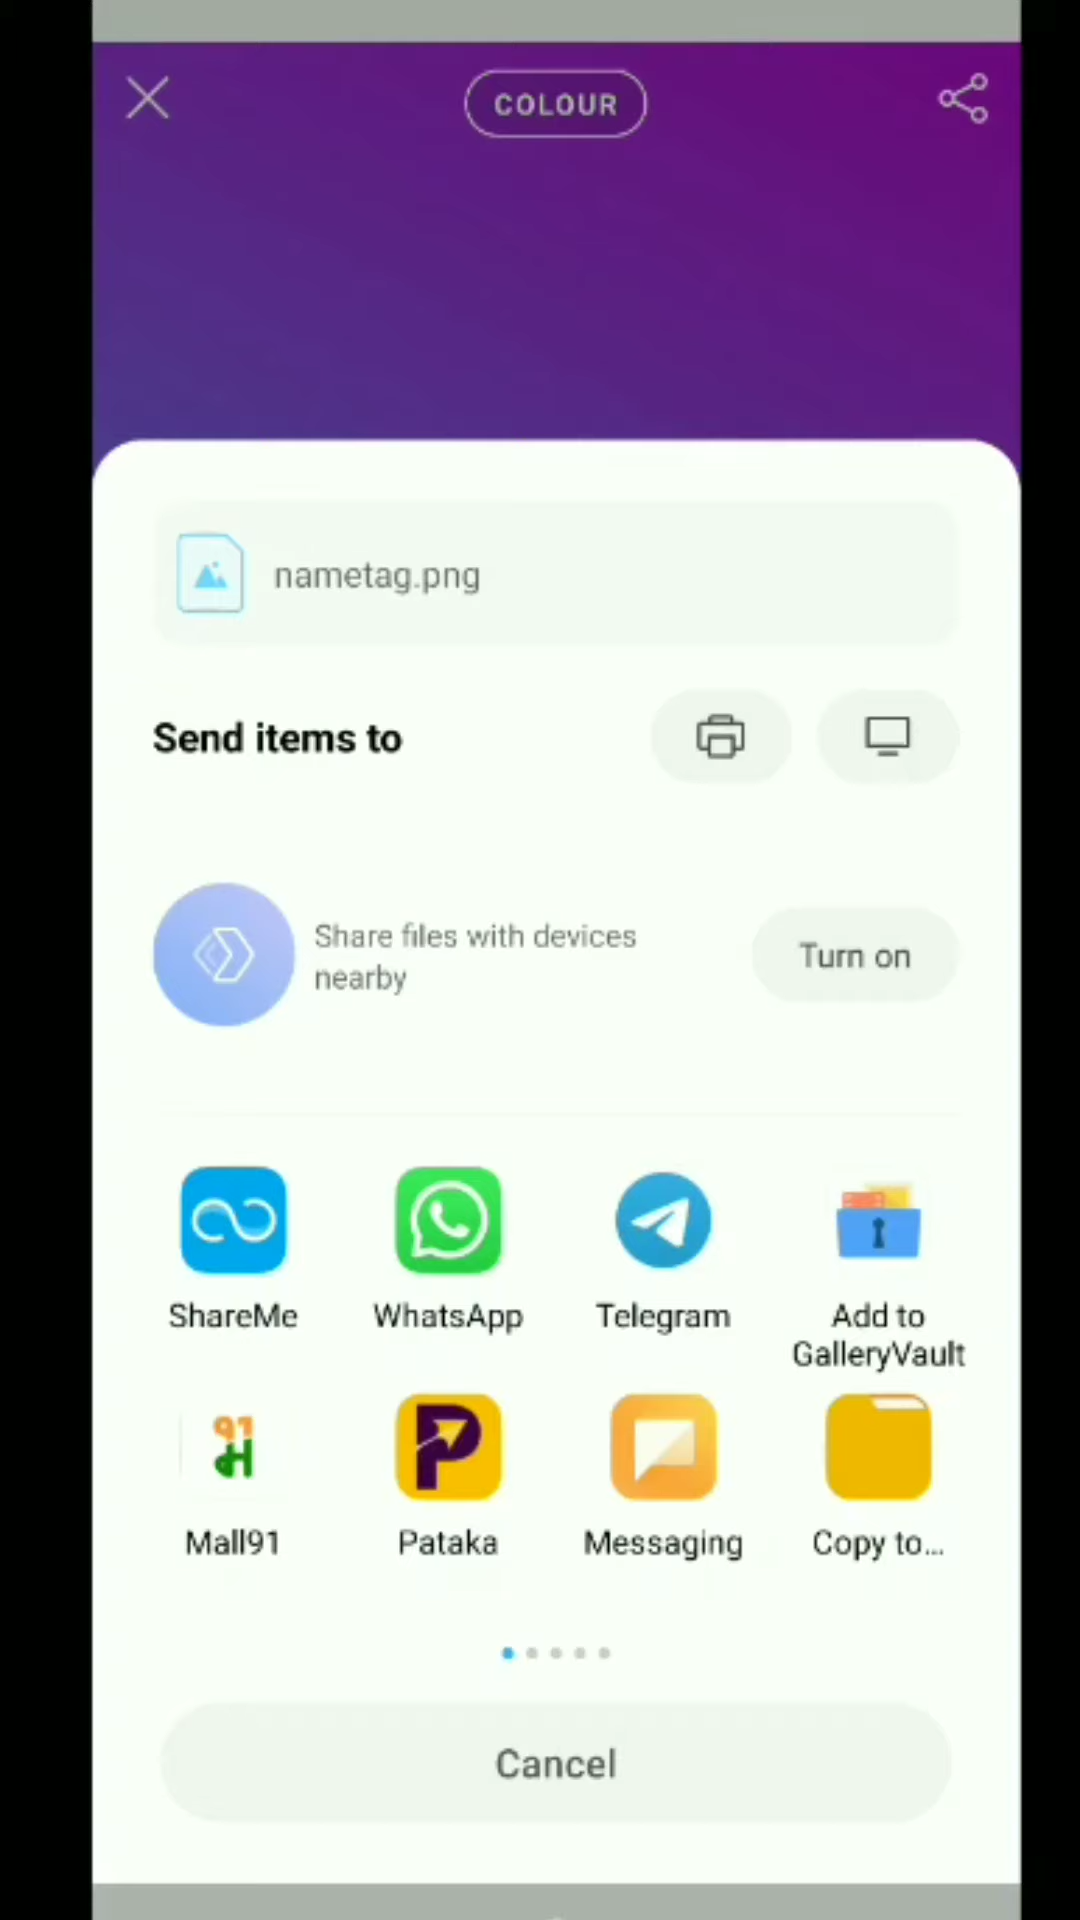 COLOUR
nametag.png
Send items to
Share files with devices
nearby
Turn on
ShareMe
WhatsApp
Telegram
Add to
GalleryVault
Mall91
Pataka
Messaging
Copy to...
Cancel